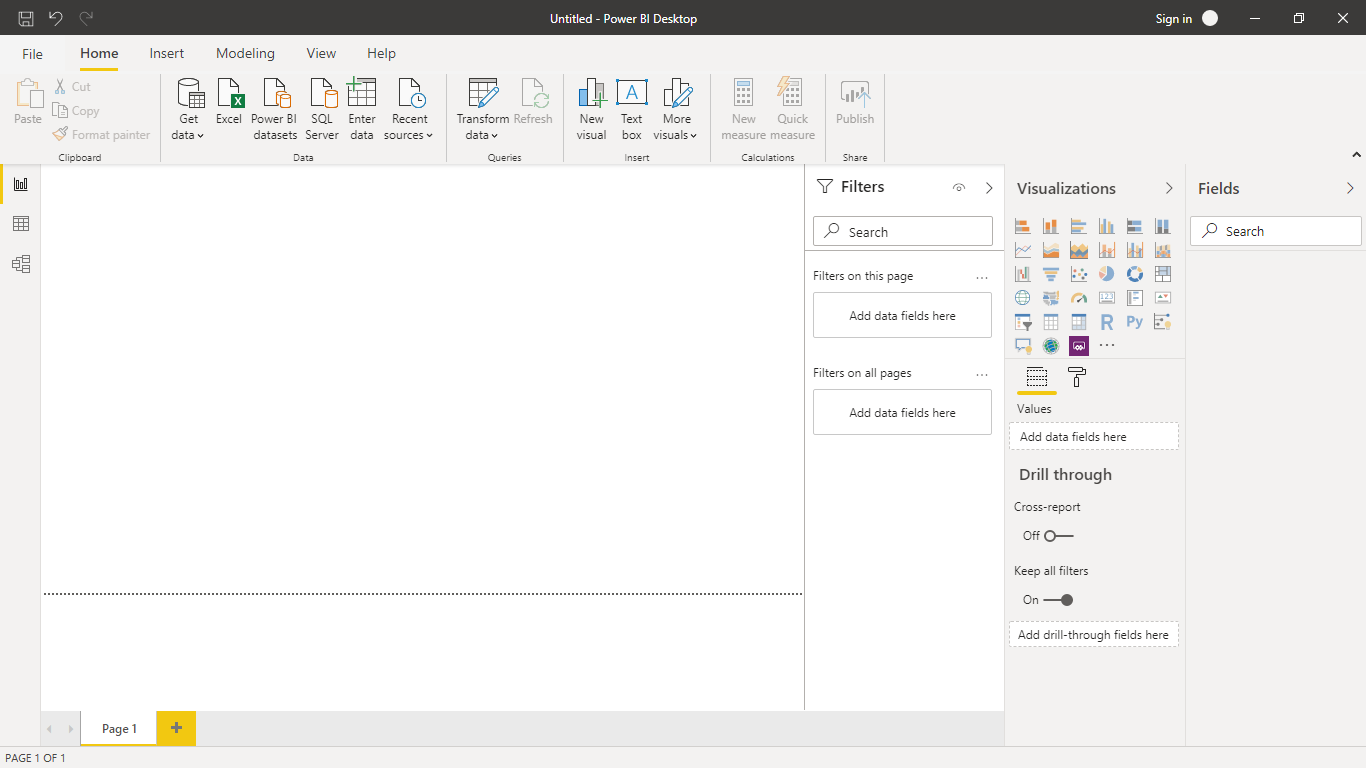 Untitled - Power BI Desktop
Sign in
File Home Insert Modeling View Help
Paste
Cut
Copy
Format painter
Clipboard
Get data
Excel
Power BI datasets
SQL Server
Enter data
Recent sources
Data
Transform data
Refresh
Queries
New visual
Text box
More visuals
Insert
New measure
Quick measure
Calculations
Publish
Share
Filters
Search
Filters on this page
Add data fields here
Filters on all pages
Add data fields here
Visualizations
123
R
Py
Values
Add data fields here
Drill through
Cross-report
Off
Keep all filters
On
Add drill-through fields here
Fields
Search
Page 1
PAGE 1 OF 1